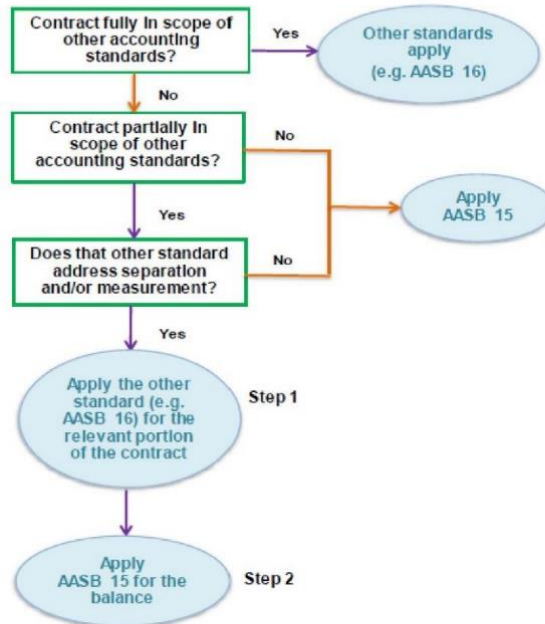 Contract fully In scope of
other accounting
standards?
Yes
Other standards
apply
(e.g. AASB 16)
No
Contract partially In
scope of other
accounting standards?
No
Apply
AASB 15
Yes
Does that other standard
address separation
and/or measurement?
No
Yes
Apply the other
standard (e.g.
AASB 16) for the
relevant portion
of the contract
Step 1
Apply
AASB 15 for the
balance
Step 2